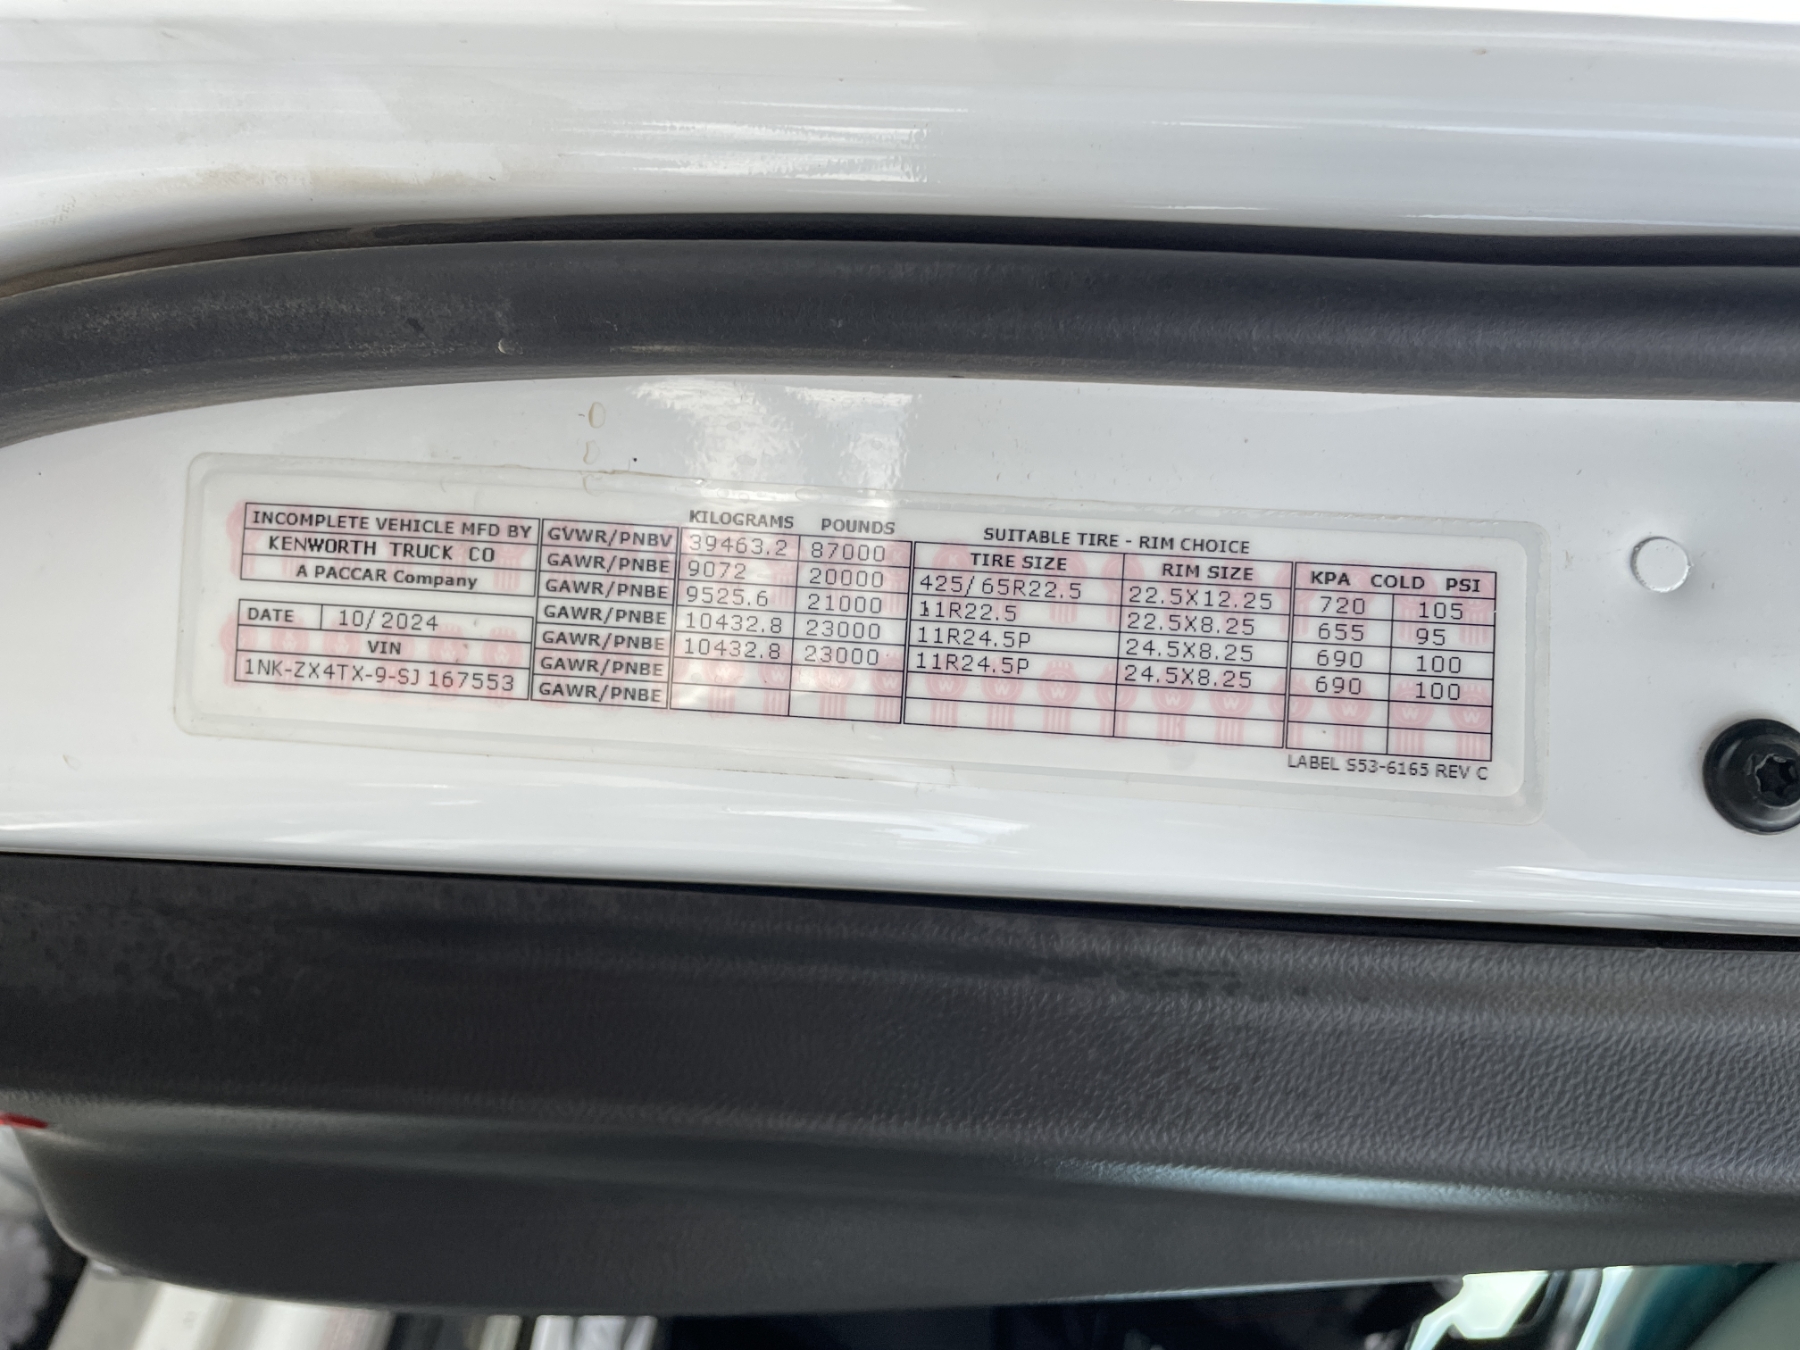 KILOGRAMS POUNDS SUITABLE TIRE - RIM CHOICE
INCOMPLETE VEHICLE MFD BY
KENWORTH TRUCK CO
A PACCAR Company
DATE 10/2024
VIN
1NK-ZX4TX-9-SJ167553
GVWR/PNBV 39463.2 87000 TIRE SIZE RIM SIZE KPA COLD PSI
GAWR/PNBE 9072 20000 425/65R22.5 22.5X12.25 720 105
GAWR/PNBE 9525.6 21000 11R22.5 22.5X8.25 655 95
GAWR/PNBE 10432.8 23000 11R24.5P 24.5X8.25 690 100
GAWR/PNBE 10432.8 23000 11R24.5P 24.5X8.25 690 100
GAWR/PNBE
GAWR/PNBE
LABEL S53-6165 REV C